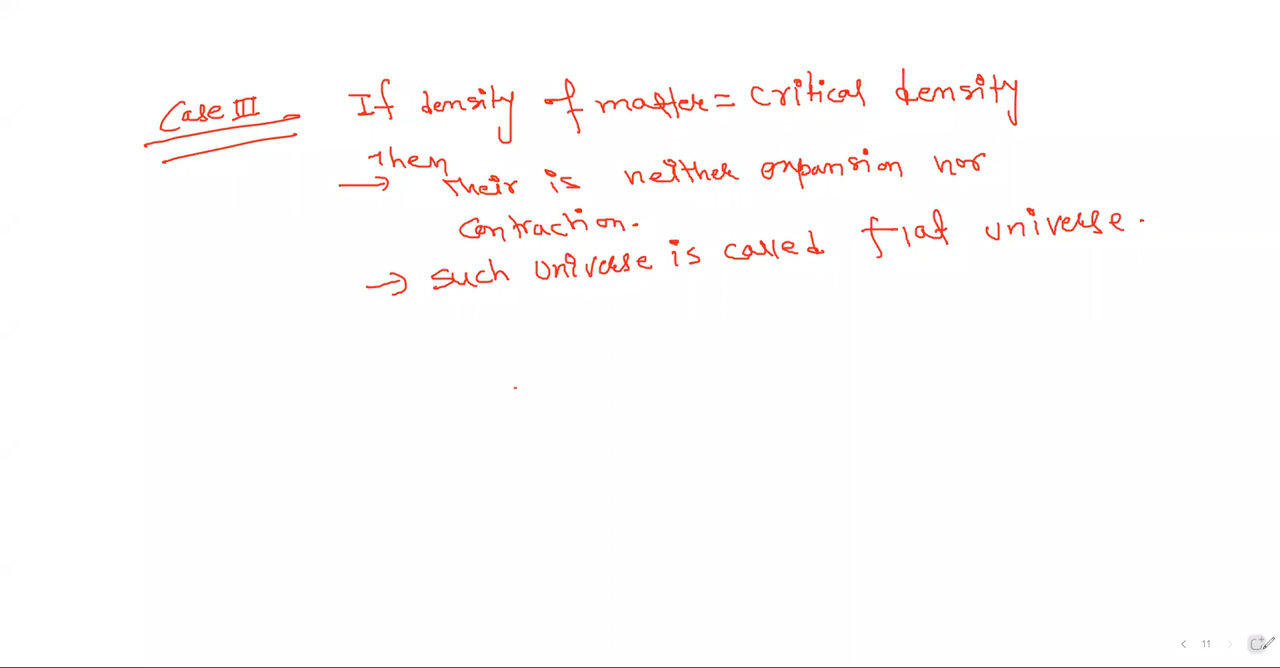 Case III If density of matter = critical density
Then
→ their is neither expansion nor
contraction.
→ such universe is called flat universe.
11